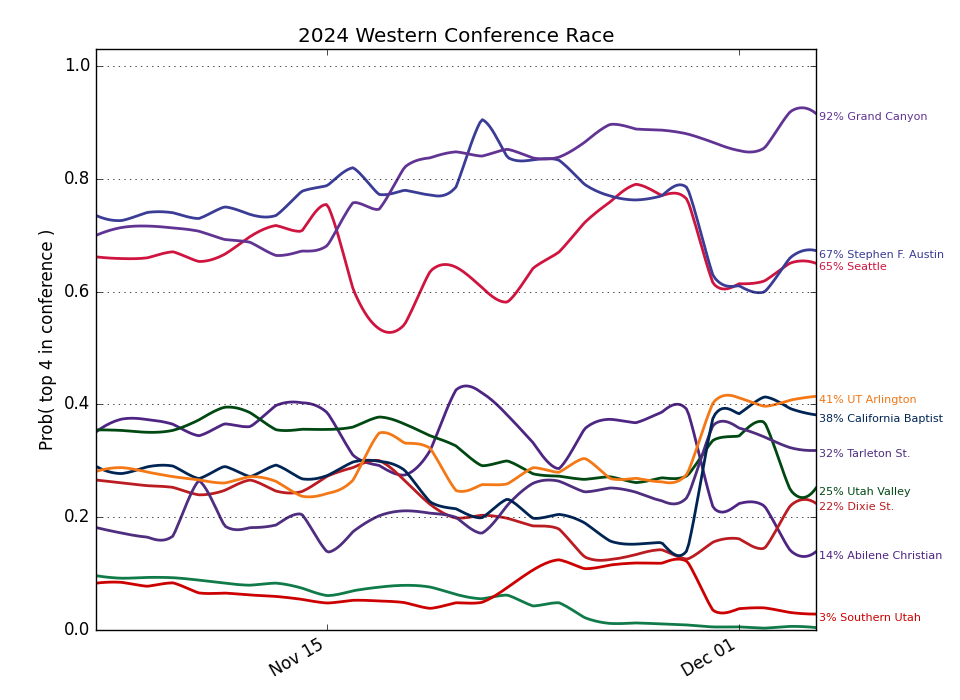 2024 Western Conference Race
Prob( top 4 in conference )
1.0
0.8
0.6
0.4
0.2
0.0
Nov 15
Dec 01
92% Grand Canyon
67% Stephen F. Austin
65% Seattle
41% UT Arlington
38% California Baptist
32% Tarleton St.
25% Utah Valley
22% Dixie St.
14% Abilene Christian
3% Southern Utah